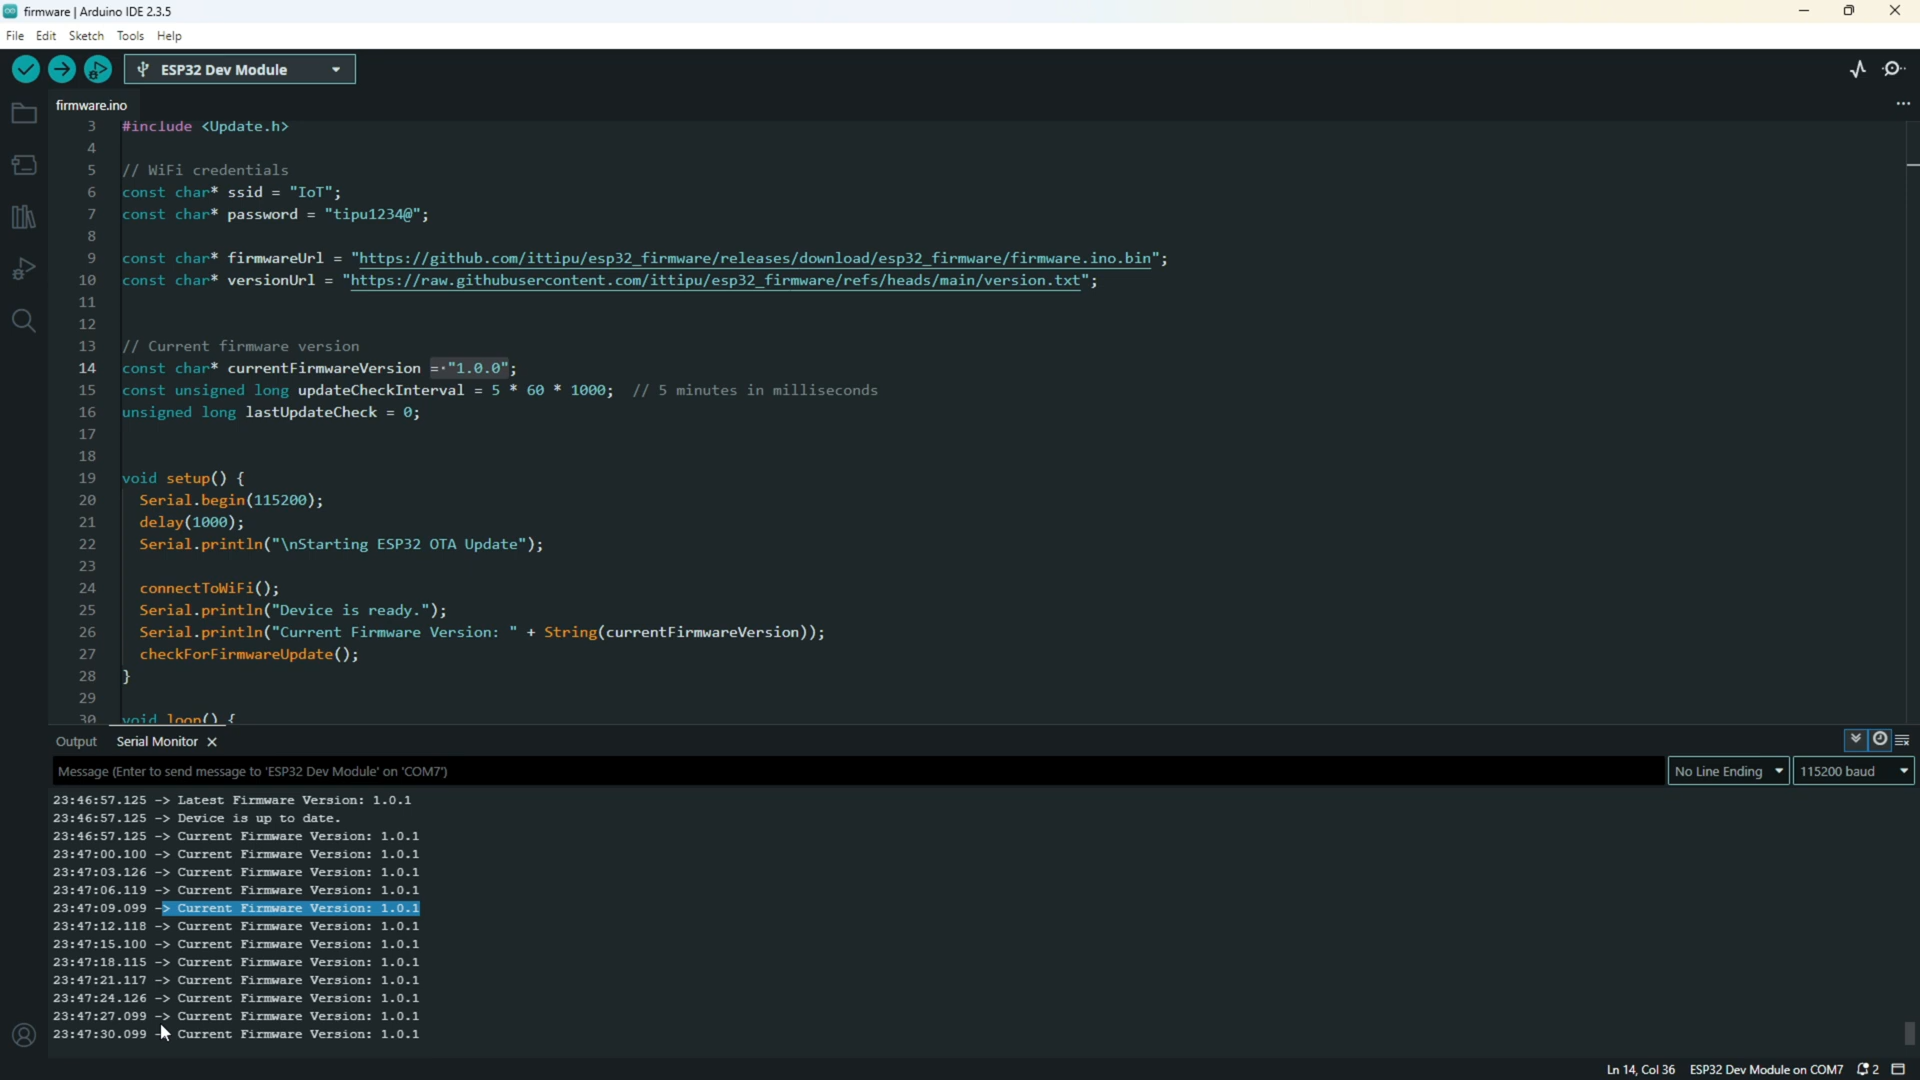 firmware | Arduino IDE 2.3.5
File Edit Sketch Tools Help
ESP32 Dev Module
firmware.ino
3 #include <Update.h>
4
5 // WiFi credentials
6 const char* ssid = "IoT";
7 const char* password = "tipu1234@";
8
9 const char* firmwareUrl = "https://github.com/ittipu/esp32_firmware/releases/download/esp32_firmware/firmware.ino.bin";
10 const char* versionUrl = "https://raw.githubusercontent.com/ittipu/esp32_firmware/refs/heads/main/version.txt";
11
12
13 // Current firmware version
14 const char* currentFirmwareVersion =·"1.0.0";
15 const unsigned long updateCheckInterval = 5 * 60 * 1000; // 5 minutes in milliseconds
16 unsigned long lastUpdateCheck = 0;
17
18
19 void setup() {
20 Serial.begin(115200);
21 delay(1000);
22 Serial.println("\nStarting ESP32 OTA Update");
23
24 connectToWiFi();
25 Serial.println("Device is ready.");
26 Serial.println("Current Firmware Version: " + String(currentFirmwareVersion));
27 checkForFirmwareUpdate();
28 }
29
30 void loop() {
Output Serial Monitor
Message (Enter to send message to 'ESP32 Dev Module' on 'COM7') No Line Ending 115200 baud
23:46:57.125 -> Latest Firmware Version: 1.0.1
23:46:57.125 -> Device is up to date.
23:46:57.125 -> Current Firmware Version: 1.0.1
23:47:00.100 -> Current Firmware Version: 1.0.1
23:47:03.126 -> Current Firmware Version: 1.0.1
23:47:06.119 -> Current Firmware Version: 1.0.1
23:47:09.099 -> Current Firmware Version: 1.0.1
23:47:12.118 -> Current Firmware Version: 1.0.1
23:47:15.100 -> Current Firmware Version: 1.0.1
23:47:18.115 -> Current Firmware Version: 1.0.1
23:47:21.117 -> Current Firmware Version: 1.0.1
23:47:24.126 -> Current Firmware Version: 1.0.1
23:47:27.099 -> Current Firmware Version: 1.0.1
23:47:30.099 -> Current Firmware Version: 1.0.1
Ln 14, Col 36 ESP32 Dev Module on COM7 2